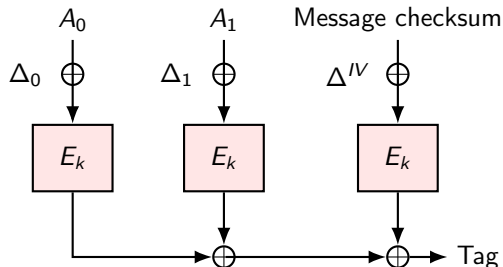 A₀ A₁ Message checksum
Δ₀ Δ₁ Δᴵⱽ
Eₖ Eₖ Eₖ
Tag